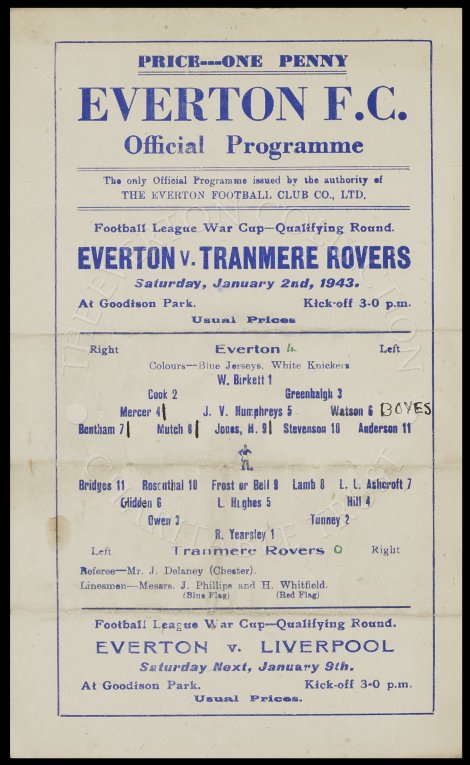 PRICE---ONE PENNY
EVERTON F.C.
Official Programme
The only Official Programme issued by the authority of
THE EVERTON FOOTBALL CLUB CO., LTD.
Football League War Cup—Qualifying Round.
EVERTON v. TRANMERE ROVERS
Saturday, January 2nd, 1943.
At Goodison Park. Kick-off 3-0 p.m.
Usual Prices
Right Everton 4 Left
Colours—Blue Jerseys, White Knickers
W. Birkett 1
Cook 2 Greenhalgh 3
Mercer 4 J. V. Humphreys 5 Watson 6 BOYES
Bentham 7 Mutch 8 Jones, H. 9 Stevenson 10 Anderson 11
Bridges 11 Rosenthal 10 Frost or Bell 9 Lamb 8 L. L. Ashcroft 7
Glidden 6 L. Hughes 5 Hill 4
Owen 3 Tunney 2
R. Yearsley 1
Left Tranmere Rovers 0 Right
Referee—Mr. J. Delaney (Chester).
Linesmen—Messrs. J. Phillips and H. Whitfield.
(Blue Flag) (Red Flag)
Football League War Cup—Qualifying Round.
EVERTON v. LIVERPOOL
Saturday Next, January 9th.
At Goodison Park. Kick-off 3-0 p.m.
Usual Prices.
THE EVERTON COLLECTION
CHARITABLE TRUST